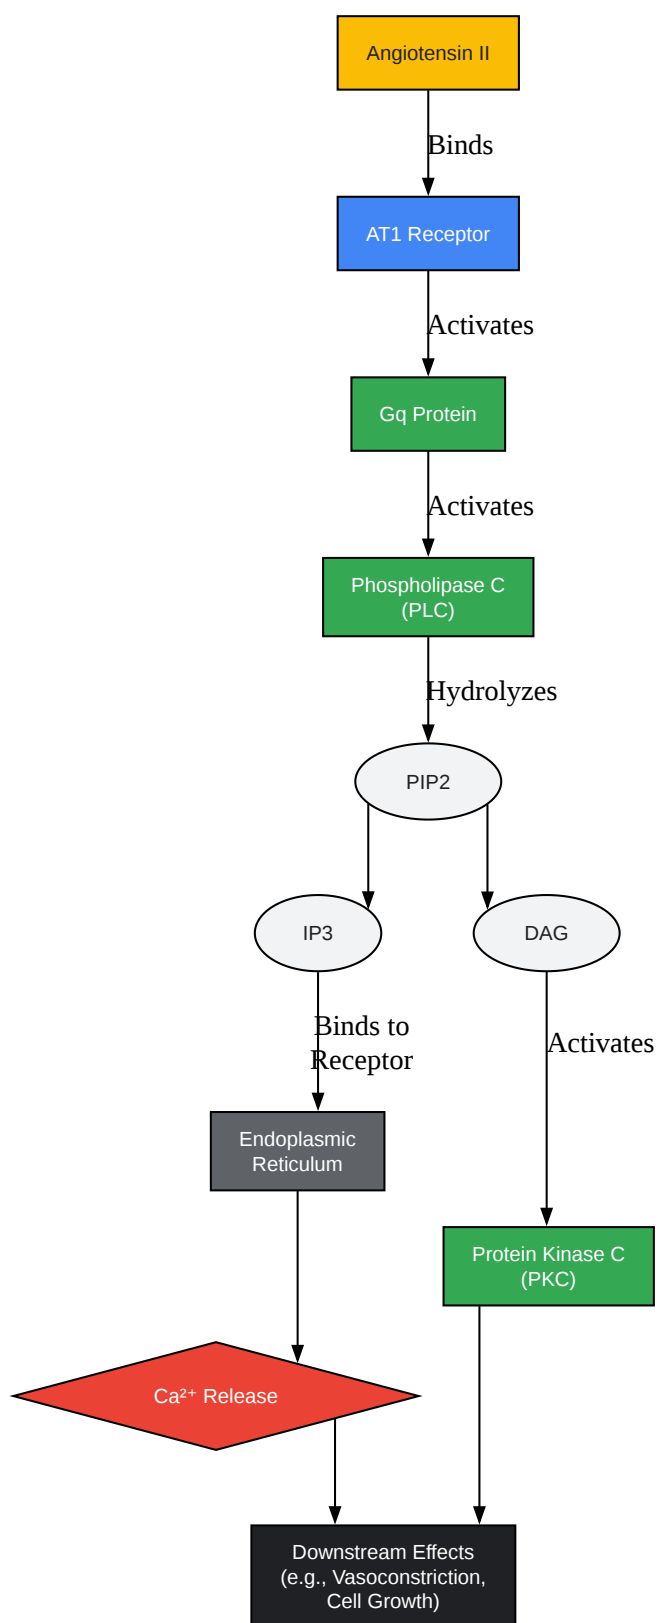 Angiotensin II
Binds
AT1 Receptor
Activates
Gq Protein
Activates
Phospholipase C
(PLC)
Hydrolyzes
PIP2
IP3
DAG
Binds to
Receptor
Activates
Endoplasmic
Reticulum
Protein Kinase C
(PKC)
Ca²⁺ Release
Downstream Effects
(e.g., Vasoconstriction,
Cell Growth)